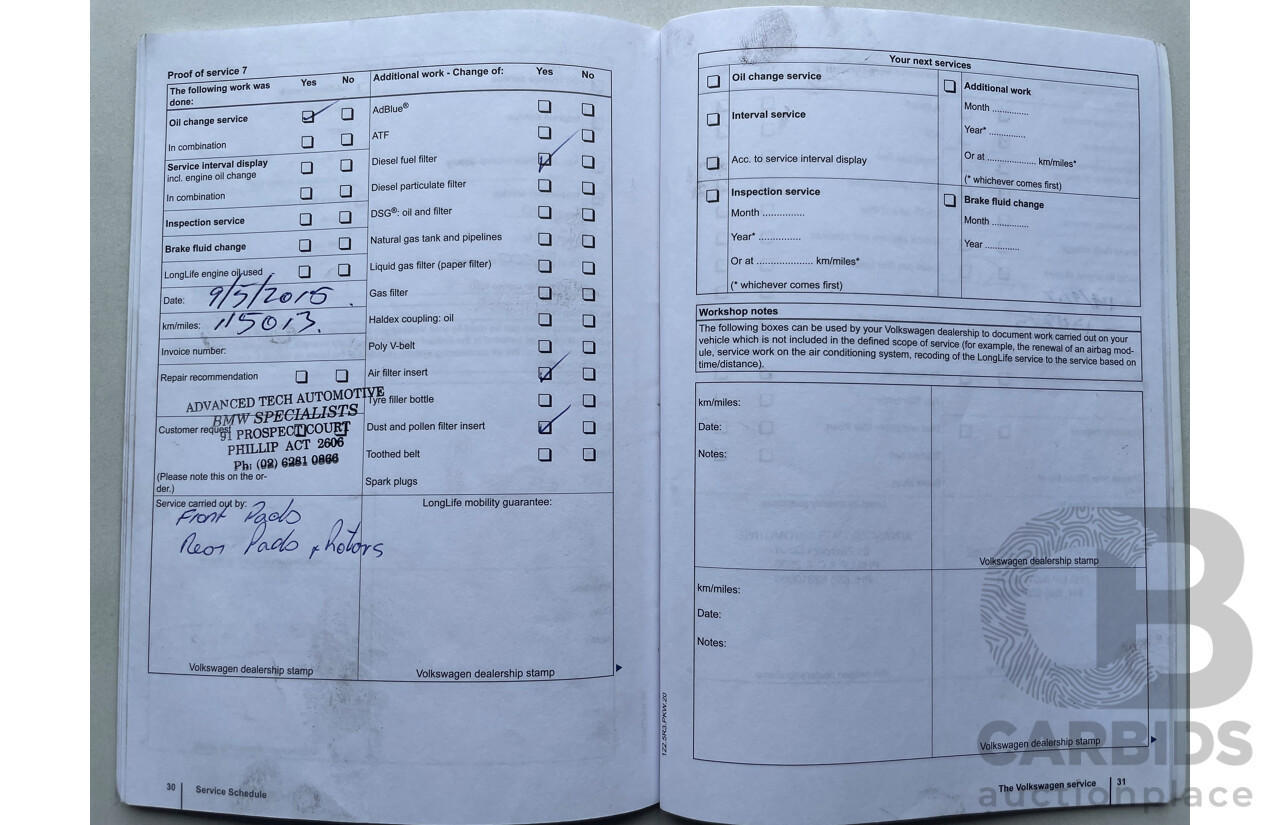 Proof of service 7
The following work was done:
Yes
No
Oil change service
In combination
Service interval display
incl. engine oil change
In combination
Inspection service
Brake fluid change
LongLife engine oil used
Date: 9/5/2015
km/miles: 115013.
Invoice number:
Repair recommendation
ADVANCED TECH AUTOMOTIVE
BMW SPECIALISTS
Customer request
91 PROSPECT COURT
PHILLIP ACT 2606
Ph: (02) 6281 0866
(Please note this on the or-
der.)
Service carried out by:
Front Pads
Rear Pads + Rotors
Volkswagen dealership stamp
Additional work - Change of:
Yes
No
AdBlue®
ATF
Diesel fuel filter
Diesel particulate filter
DSG®: oil and filter
Natural gas tank and pipelines
Liquid gas filter (paper filter)
Gas filter
Haldex coupling: oil
Poly V-belt
Air filter insert
Tyre filler bottle
Dust and pollen filter insert
Toothed belt
Spark plugs
LongLife mobility guarantee:
Volkswagen dealership stamp
30
Service Schedule
Your next services
Oil change service
Interval service
Acc. to service interval display
Inspection service
Month ...............
Year* ...............
Or at .................... km/miles*
(* whichever comes first)
Additional work
Month .............
Year* .............
Or at .................. km/miles*
(* whichever comes first)
Brake fluid change
Month .............
Year .............
Workshop notes
The following boxes can be used by your Volkswagen dealership to document work carried out on your
vehicle which is not included in the defined scope of service (for example, the renewal of an airbag mod-
ule, service work on the air conditioning system, recoding of the LongLife service to the service based on
time/distance).
km/miles:
Date:
Notes:
Volkswagen dealership stamp
km/miles:
Date:
Notes:
Volkswagen dealership stamp
122.5R3.PKW.20
The Volkswagen service
31
CB
CARBIDS
auctionplace